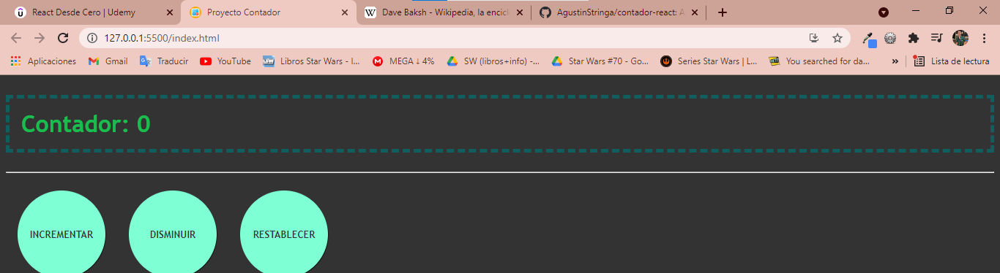 React Desde Cero | Udemy
Proyecto Contador
Dave Baksh - Wikipedia, la encicl
AgustinStringa/contador-react: A
127.0.0.1:5500/index.html
Aplicaciones
Gmail
Traducir
YouTube
Libros Star Wars - I...
MEGA ↓ 4%
SW (libros+info) -...
Star Wars #70 - Go...
Series Star Wars | L...
You searched for da...
»
Lista de lectura
Contador: 0
INCREMENTAR
DISMINUIR
RESTABLECER